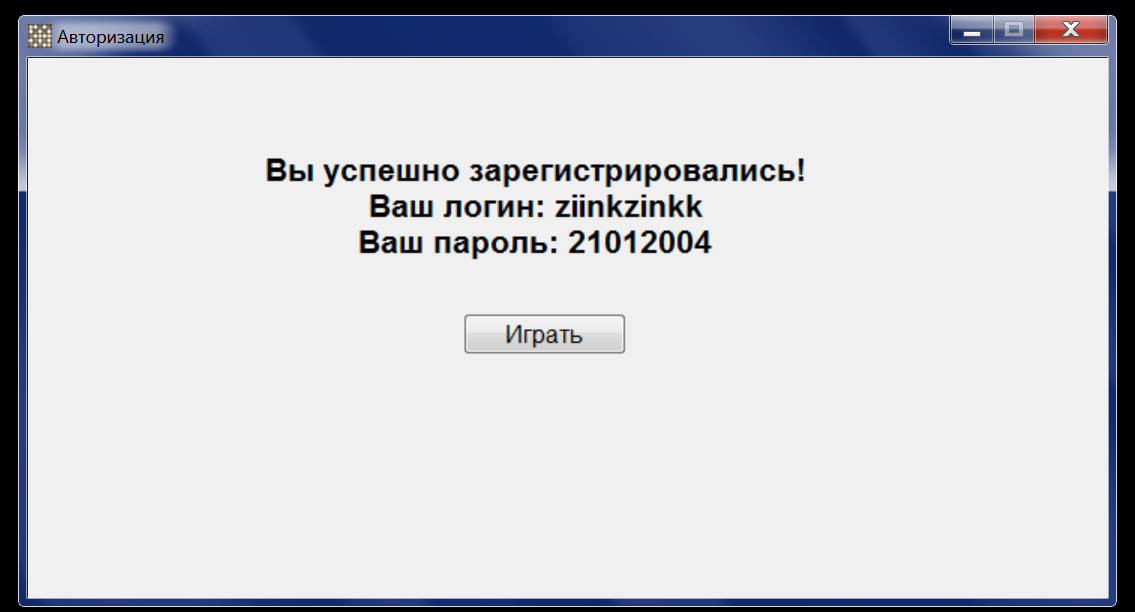 Авторизация
Вы успешно зарегистрировались!
Ваш логин: ziinkzinkk
Ваш пароль: 21012004
Играть